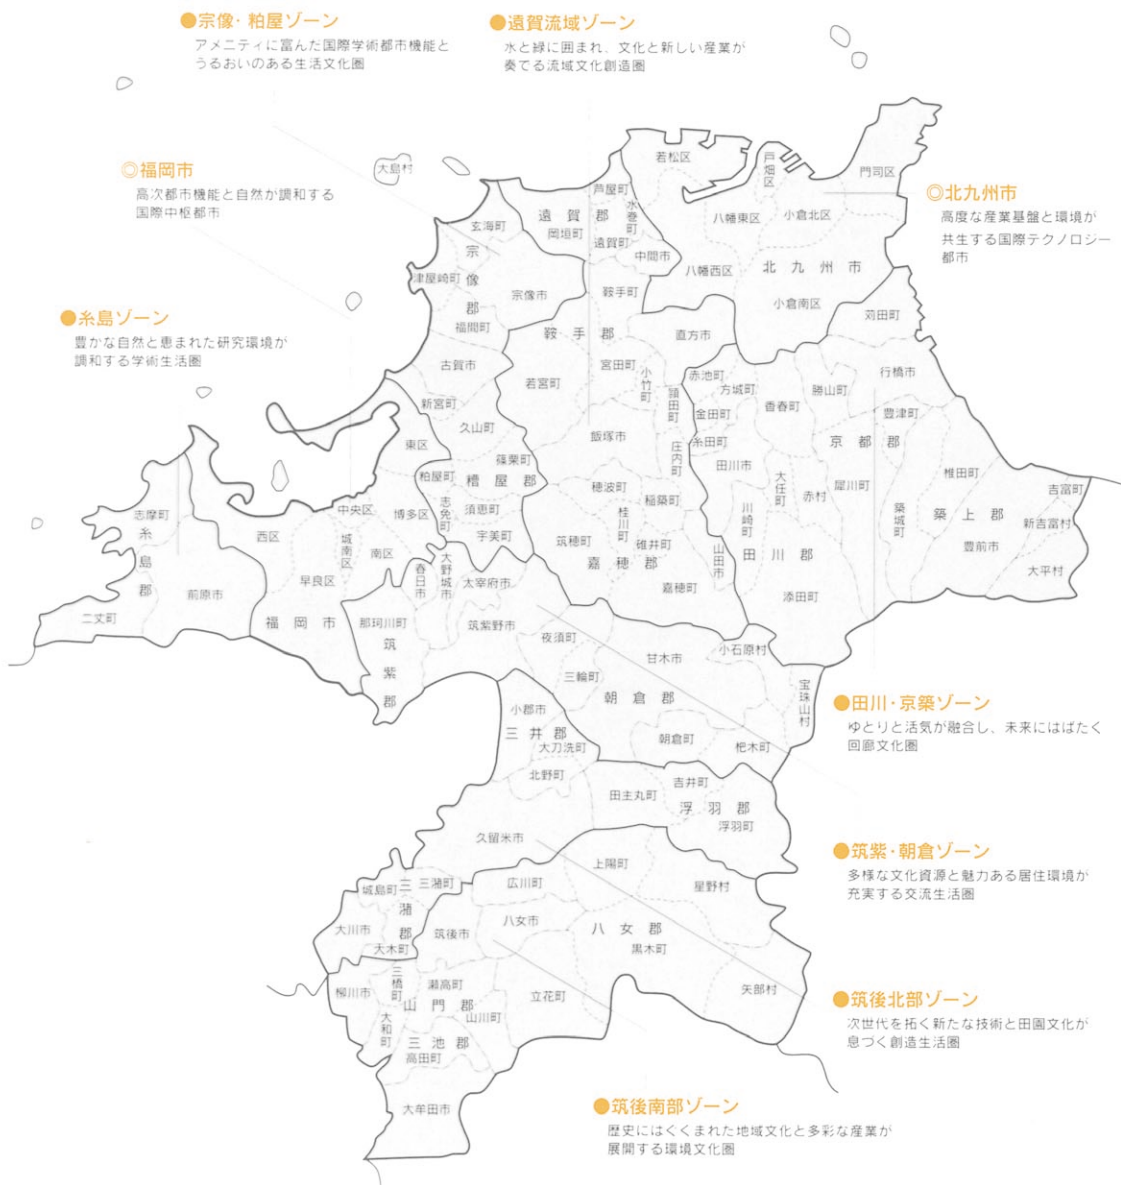 ●宗像・粕屋ゾーン
アメニティに富んだ国際学術都市機能と
うるおいのある生活文化圏
●遠賀流域ゾーン
水と緑に囲まれ、文化と新しい産業が
奏でる流域文化創造圏
◎福岡市
高次都市機能と自然が調和する
国際中枢都市
◎北九州市
高度な産業基盤と環境が
共生する国際テクノロジー
都市
●糸島ゾーン
豊かな自然と恵まれた研究環境が
調和する学術生活圏
大島村
若松区
戸畑区
門司区
芦屋町
水巻町
遠賀郡
岡垣町
遠賀町
中間市
八幡東区
小倉北区
八幡西区
北九州市
小倉南区
玄海町
宗像郡
津屋崎町
宗像市
福間町
鞍手町
鞍手郡
直方市
苅田町
古賀市
若宮町
宮田町
小竹町
頴田町
赤池町
方城町
金田町
糸田町
香春町
勝山町
行橋市
豊津町
京都郡
新宮町
久山町
東区
篠栗町
粕屋町
糟屋郡
志免町
須恵町
宇美町
飯塚市
庄内町
穂波町
稲築町
桂川町
碓井町
筑穂町
嘉穂郡
嘉穂町
山田市
田川市
大任町
川崎町
赤村
犀川町
田川郡
添田町
築城町
椎田町
築上郡
豊前市
吉富町
新吉富村
大平村
志摩町
糸島郡
前原市
二丈町
西区
中央区
博多区
城南区
南区
早良区
福岡市
春日市
大野城市
太宰府市
那珂川町
筑紫郡
筑紫野市
夜須町
三輪町
甘木市
小石原村
宝珠山村
朝倉郡
朝倉町
杷木町
小郡市
三井郡
大刀洗町
北野町
田主丸町
吉井町
浮羽郡
浮羽町
久留米市
●田川・京築ゾーン
ゆとりと活気が融合し、未来にはばたく
回廊文化圏
●筑紫・朝倉ゾーン
多様な文化資源と魅力ある居住環境が
充実する交流生活圏
上陽町
星野村
広川町
八女市
八女郡
黒木町
矢部村
立花町
筑後市
城島町
三潴町
三潴郡
大川市
大木町
三橋町
瀬高町
柳川市
山門郡
大和町
山川町
三池郡
高田町
大牟田市
●筑後北部ゾーン
次世代を拓く新たな技術と田園文化が
息づく創造生活圏
●筑後南部ゾーン
歴史にはぐくまれた地域文化と多彩な産業が
展開する環境文化圏